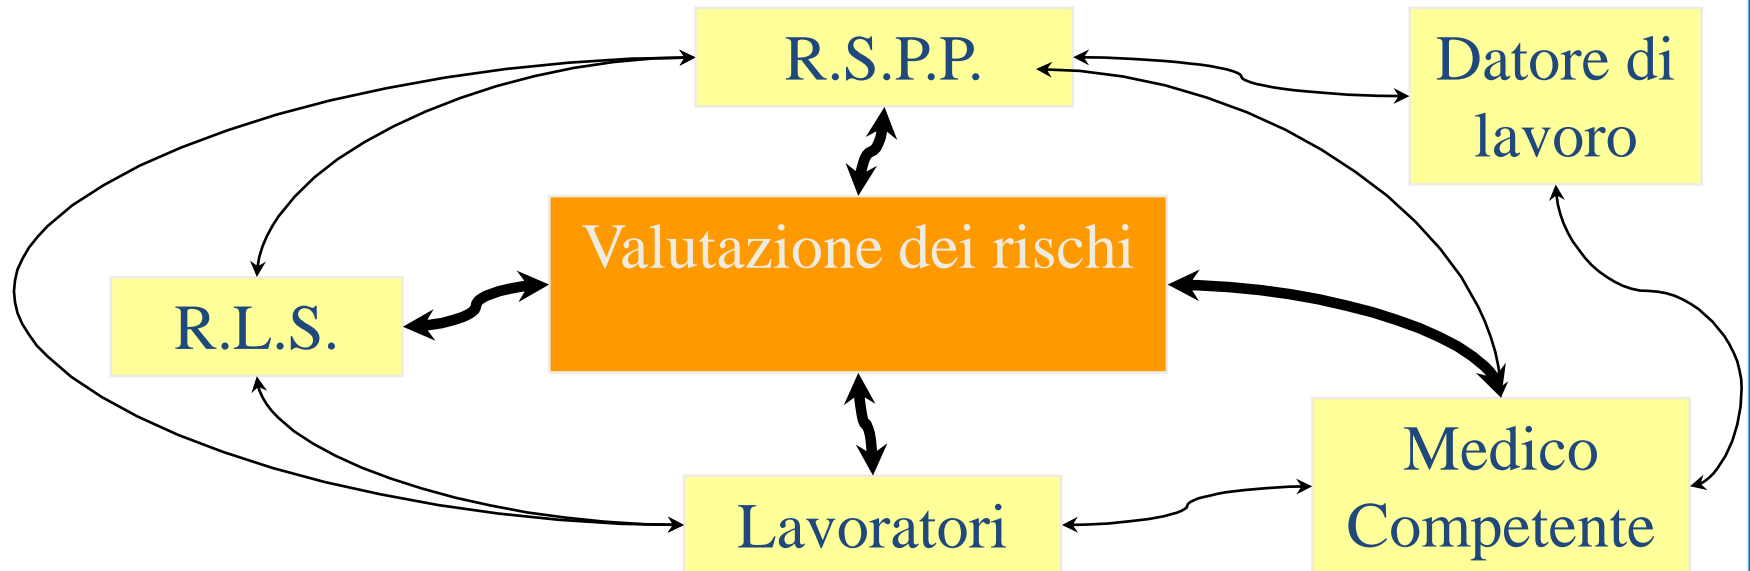 R.S.P.P.
Datore di
lavoro
Valutazione dei rischi
R.L.S.
Medico
Competente
Lavoratori